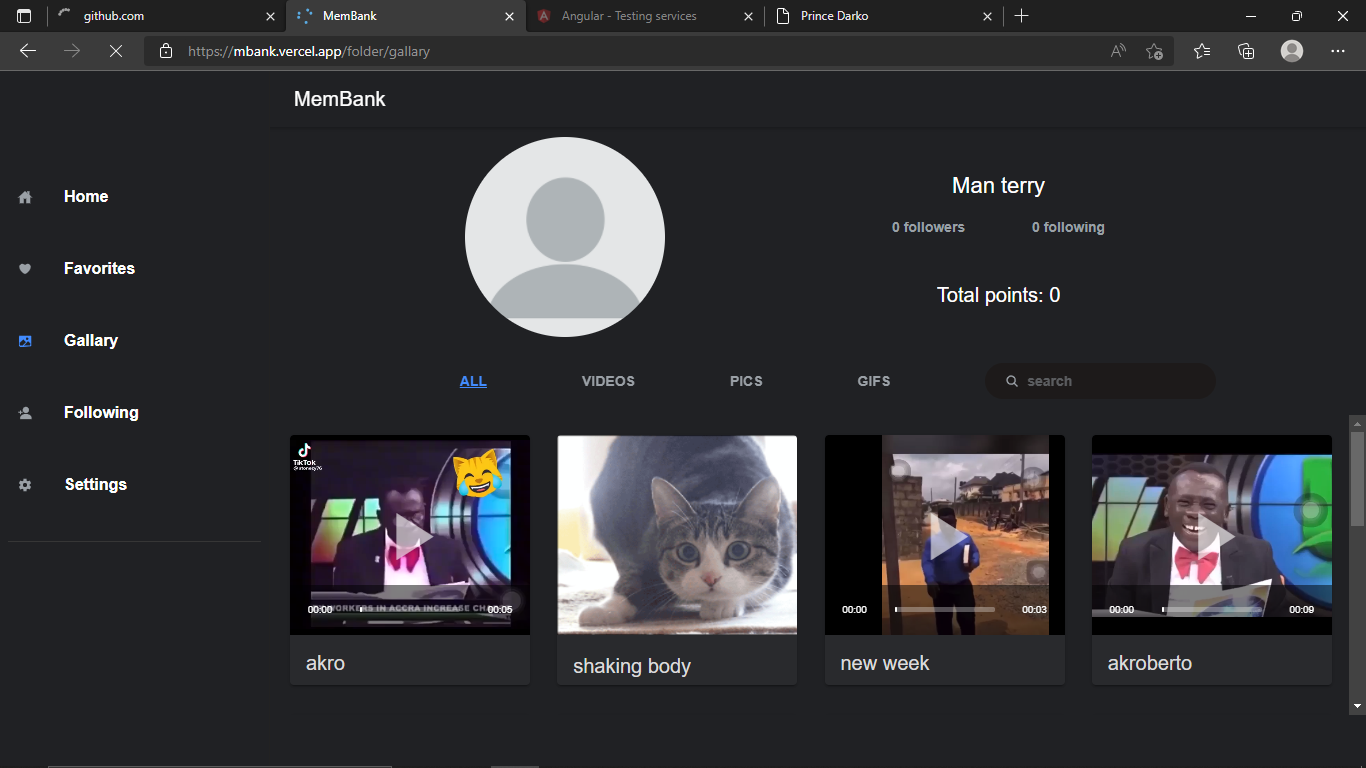 github.com
MemBank
Angular - Testing services
Prince Darko
https://mbank.vercel.app/folder/gallary
MemBank
Home
Favorites
Gallary
Following
Settings
Man terry
0 followers
0 following
Total points: 0
ALL
VIDEOS
PICS
GIFS
search
TikTok
WORKERS IN ACCRA INCREASE
00:00
00:05
akro
shaking body
00:00
00:03
new week
00:00
00:09
akroberto